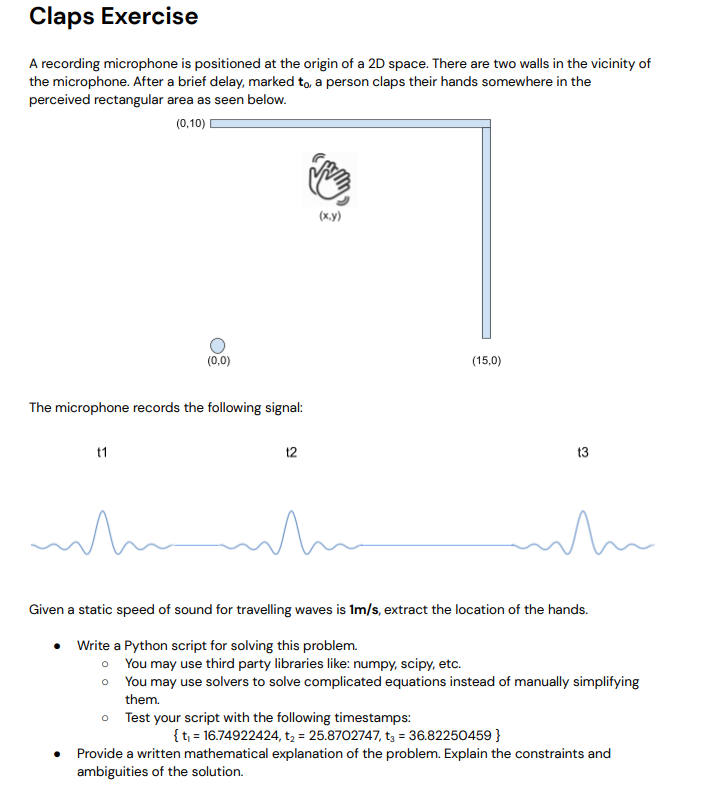 Claps Exercise
A recording microphone is positioned at the origin of a 2D space. There are two walls in the vicinity of
the microphone. After a brief delay, marked t₀, a person claps their hands somewhere in the
perceived rectangular area as seen below.
(0,10)
(x,y)
(0,0)
(15,0)
The microphone records the following signal:
t1
t2
t3
Given a static speed of sound for travelling waves is 1m/s, extract the location of the hands.
● Write a Python script for solving this problem.
○ You may use third party libraries like: numpy, scipy, etc.
○ You may use solvers to solve complicated equations instead of manually simplifying
them.
○ Test your script with the following timestamps:
{ t₁ = 16.74922424, t₂ = 25.8702747, t₃ = 36.82250459 }
● Provide a written mathematical explanation of the problem. Explain the constraints and
ambiguities of the solution.